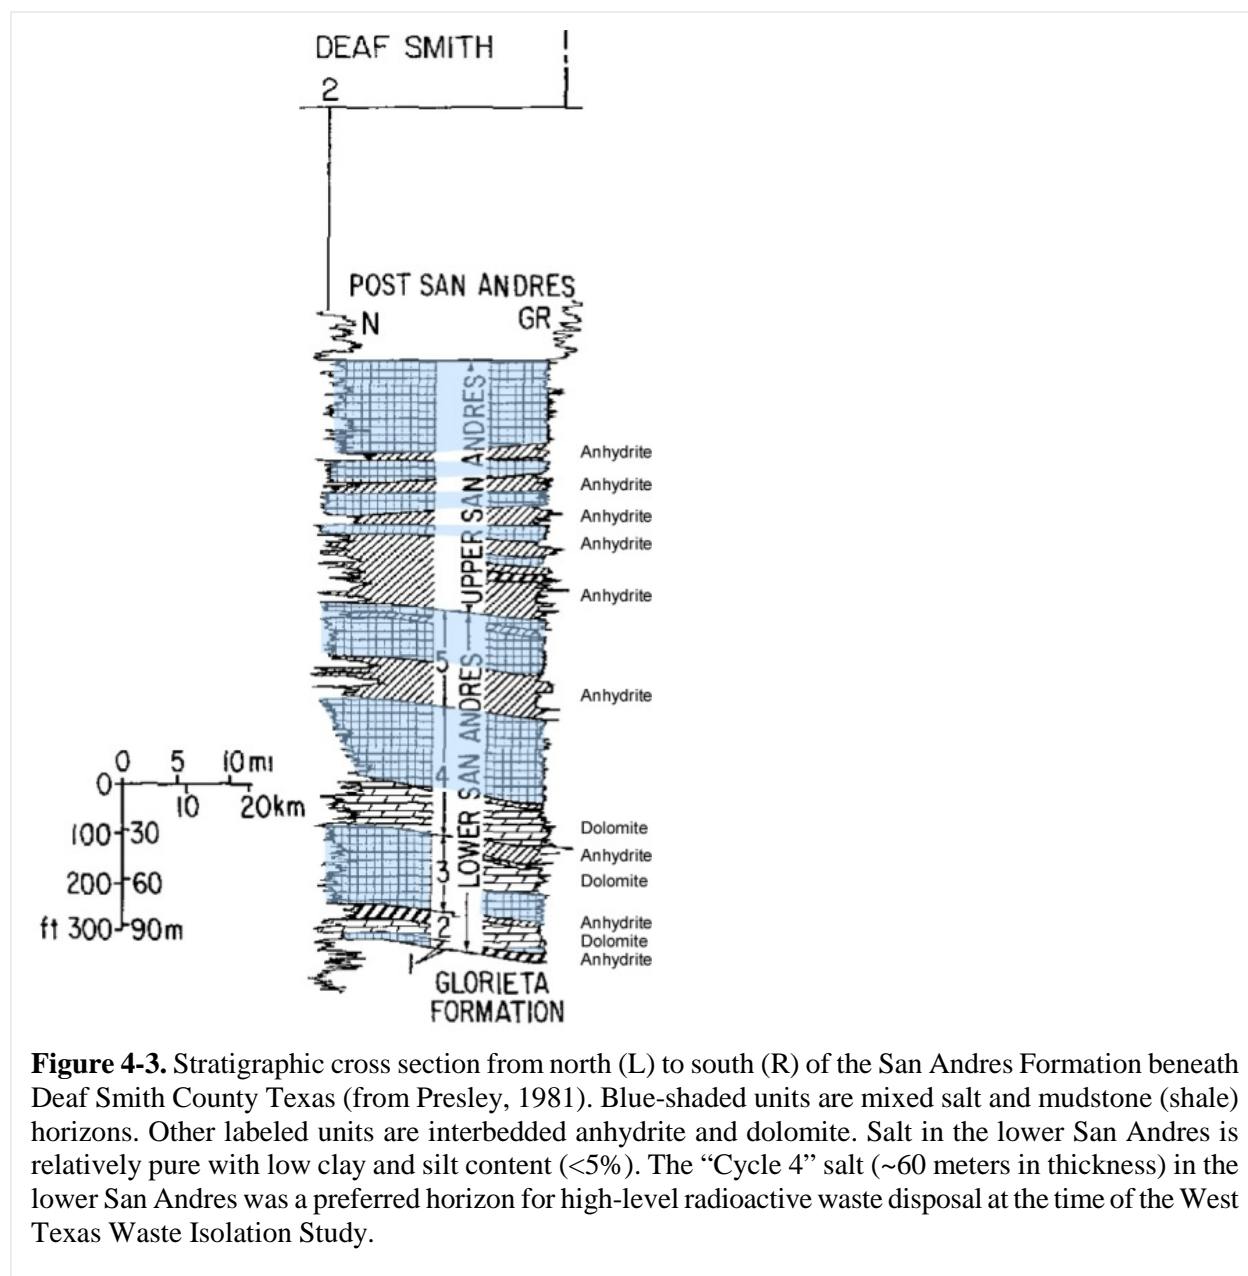 DEAF SMITH
2
POST SAN ANDRES
N GR
UPPER SAN ANDRES
Anhydrite
Anhydrite
Anhydrite
Anhydrite
Anhydrite
5
LOWER SAN ANDRES
Anhydrite
4
0 5 10 mi
0
10 20km
100 30
200 60
ft 300 90m
Dolomite
Anhydrite
3
Dolomite
Anhydrite
2
Dolomite
Anhydrite
1
GLORIETA
FORMATION
Figure 4-3. Stratigraphic cross section from north (L) to south (R) of the San Andres Formation beneath
Deaf Smith County Texas (from Presley, 1981). Blue-shaded units are mixed salt and mudstone (shale)
horizons. Other labeled units are interbedded anhydrite and dolomite. Salt in the lower San Andres is
relatively pure with low clay and silt content (<5%). The “Cycle 4” salt (~60 meters in thickness) in the
lower San Andres was a preferred horizon for high-level radioactive waste disposal at the time of the West
Texas Waste Isolation Study.